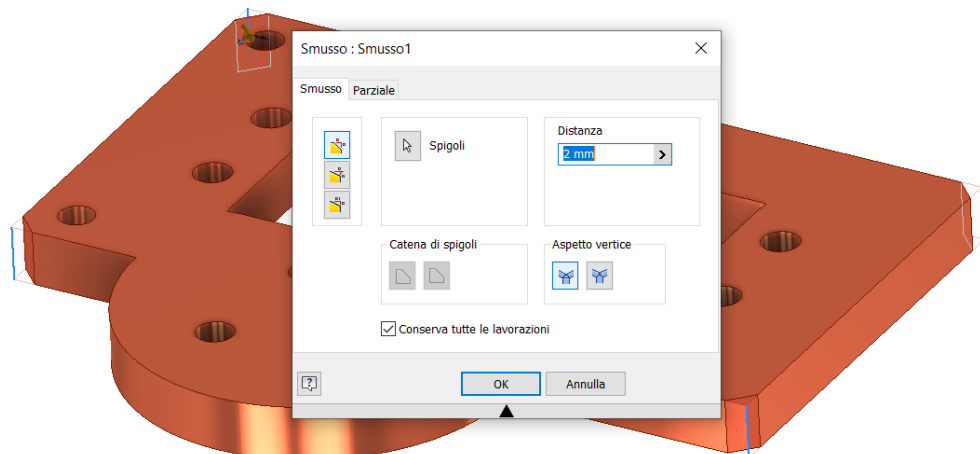 Smusso : Smusso1
Smusso Parziale
Spigoli
Distanza
2 mm
Catena di spigoli
Aspetto vertice
Conserva tutte le lavorazioni
OK Annulla